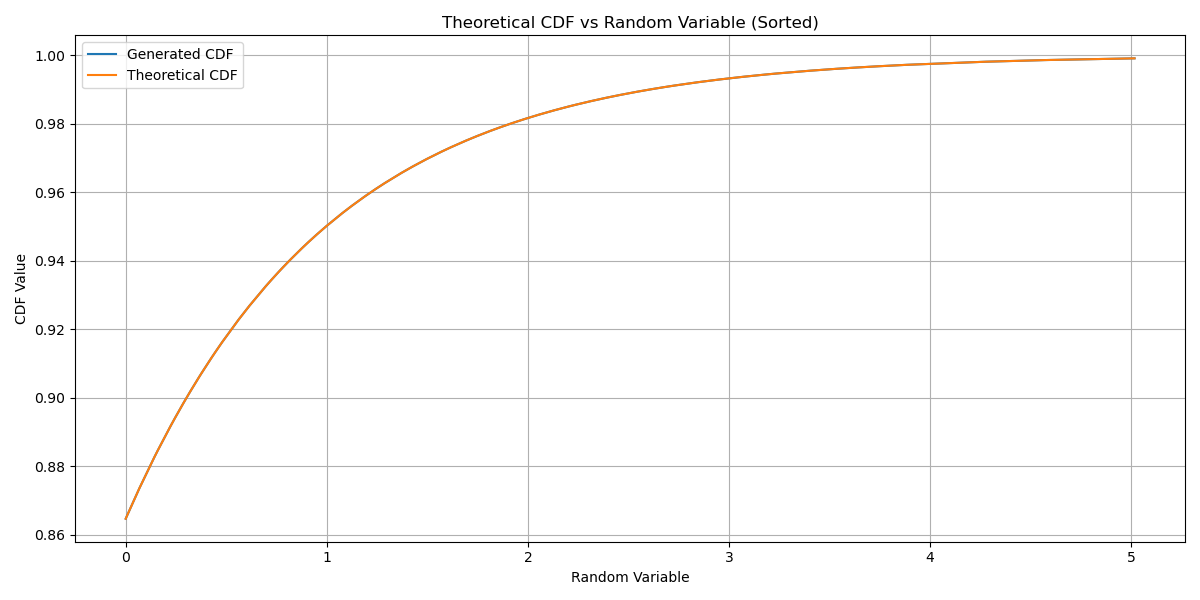 Theoretical CDF vs Random Variable (Sorted)
Generated CDF
Theoretical CDF
CDF Value
1.00
0.98
0.96
0.94
0.92
0.90
0.88
0.86
0 1 2 3 4 5
Random Variable